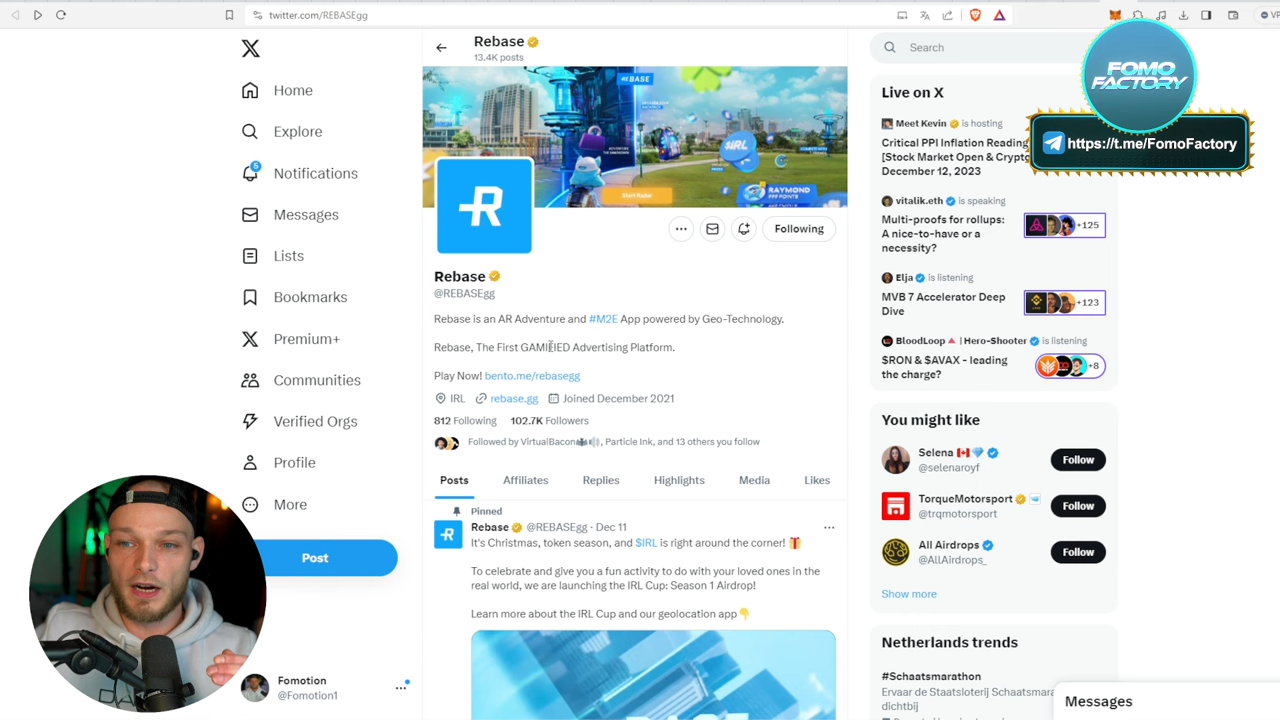 twitter.com/REBASEgg
Home
Explore
5
Notifications
Messages
Lists
Bookmarks
Premium+
Communities
Verified Orgs
Profile
More
Post
Fomotion
@Fomotion1
Rebase
13.4K posts
REBASE
$IRL
Start Rebar
RAYMOND
Following
Rebase
@REBASEgg
Rebase is an AR Adventure and #M2E App powered by Geo-Technology.
Rebase, The First GAMIFIED Advertising Platform.
Play Now! bento.me/rebasegg
IRL rebase.gg Joined December 2021
812 Following 102.7K Followers
Followed by VirtualBacon, Particle Ink, and 13 others you follow
Posts Affiliates Replies Highlights Media Likes
Pinned
Rebase @REBASEgg · Dec 11
It's Christmas, token season, and $IRL is right around the corner! 🎁
To celebrate and give you a fun activity to do with your loved ones in the
real world, we are launching the IRL Cup: Season 1 Airdrop!
Learn more about the IRL Cup and our geolocation app👇
VP
Search
FOMO
FACTORY
https://t.me/FomoFactory
Live on X
Meet Kevin is hosting
Critical PPI Inflation Reading
[Stock Market Open & Crypto
December 12, 2023
vitalik.eth is speaking
Multi-proofs for rollups:
A nice-to-have or a
necessity?
+125
Elja is listening
MVB 7 Accelerator Deep
Dive
+123
BloodLoop 🔺 | Hero-Shooter is listening
$RON & $AVAX - leading
the charge?
+8
You might like
Selena 🇨🇦💎
@selenaroyf
Follow
TorqueMotorsport
@trqmotorsport
Follow
All Airdrops
@AllAirdrops_
Follow
Show more
Netherlands trends
#Schaatsmarathon
Ervaar de Staatsloterij Schaatsmara
dichtbij
Messages